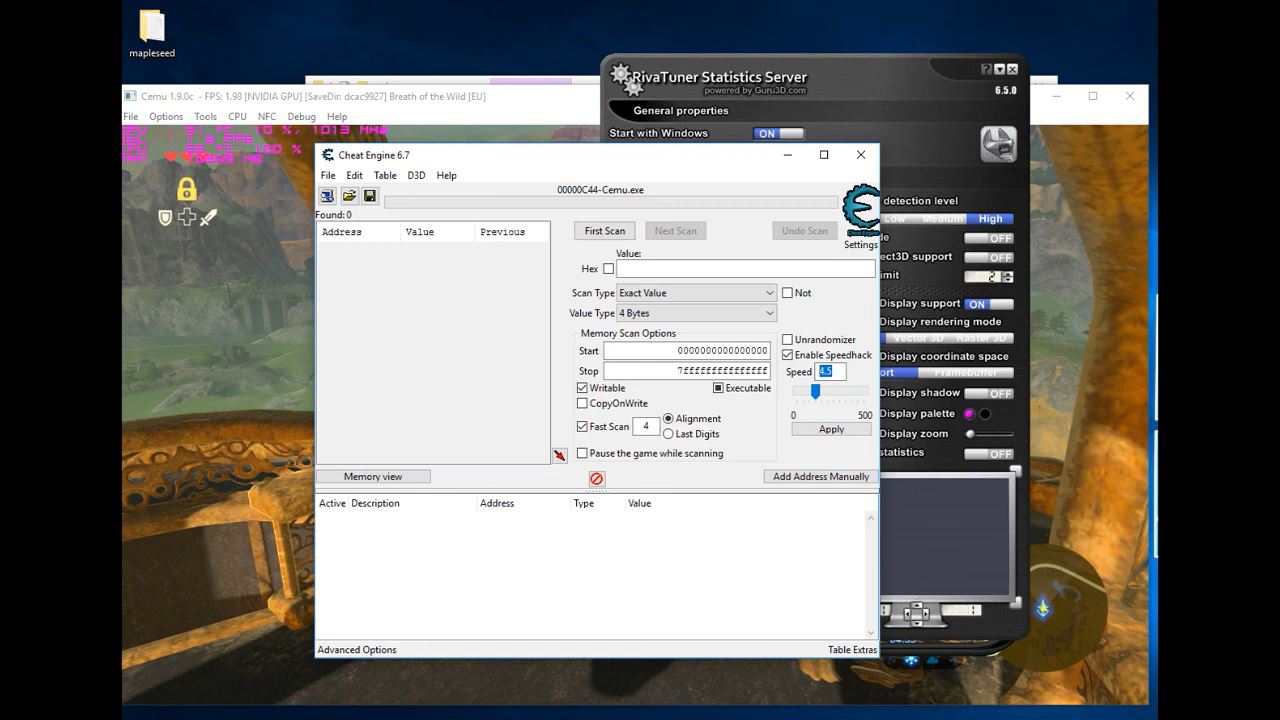 mapleseed
RivaTuner Statistics Server
powered by Guru3D.com
6.5.0
General properties
Start with Windows
ON
Cemu 1.9.0c - FPS: 1.98 [NVIDIA GPU] [SaveDir: dcac9927] Breath of the Wild [EU]
File Options Tools CPU NFC Debug Help
Cheat Engine 6.7
File Edit Table D3D Help
00000C44-Cemu.exe
Found: 0
Address Value Previous
First Scan Next Scan Undo Scan
Settings
Value:
Hex
Scan Type Exact Value Not
Value Type 4 Bytes
Memory Scan Options
Unrandomizer
Start 0000000000000000
Enable Speedhack
Stop 7fffffffffffffff
Speed 4.5
Writable Executable
CopyOnWrite
0 500
Fast Scan 4 Alignment
Last Digits
Apply
Pause the game while scanning
Memory view Add Address Manually
Active Description Address Type Value
Advanced Options Table Extras
detection level
Low Medium High
OFF
ect3D support OFF
imit 2
Display support ON
Display rendering mode
Vector 3D Raster 3D
Display coordinate space
ort Framebuffer
Display shadow OFF
Display palette
Display zoom
tatistics OFF